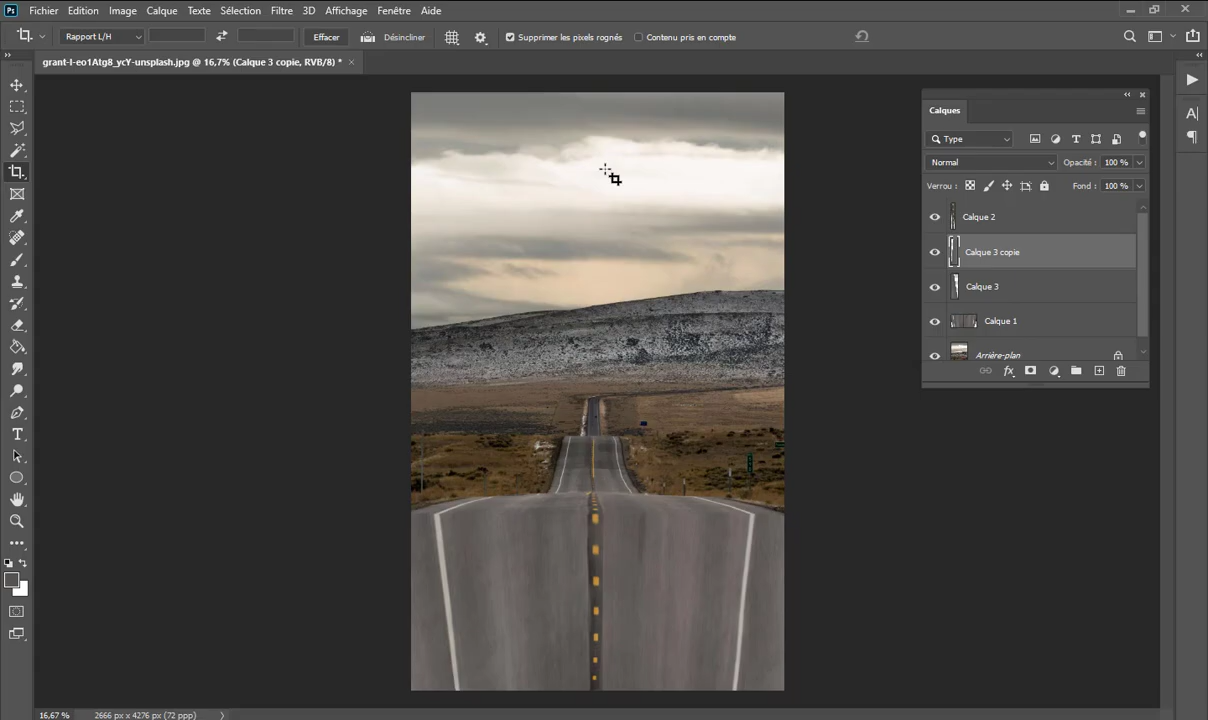 Ps Fichier Edition Image Calque Texte Sélection Filtre 3D Affichage Fenêtre Aide
Rapport L/H Effacer Désincliner Supprimer les pixels rognés Contenu pris en compte
grant-l-eo1Atg8_ycY-unsplash.jpg @ 16,7% (Calque 3 copie, RVB/8) *
Calques
Type
Normal Opacité : 100 %
Verrou : Fond : 100 %
Calque 2
Calque 3 copie
Calque 3
Calque 1
Arrière-plan
16,67 % 2666 px x 4276 px (72 ppp)